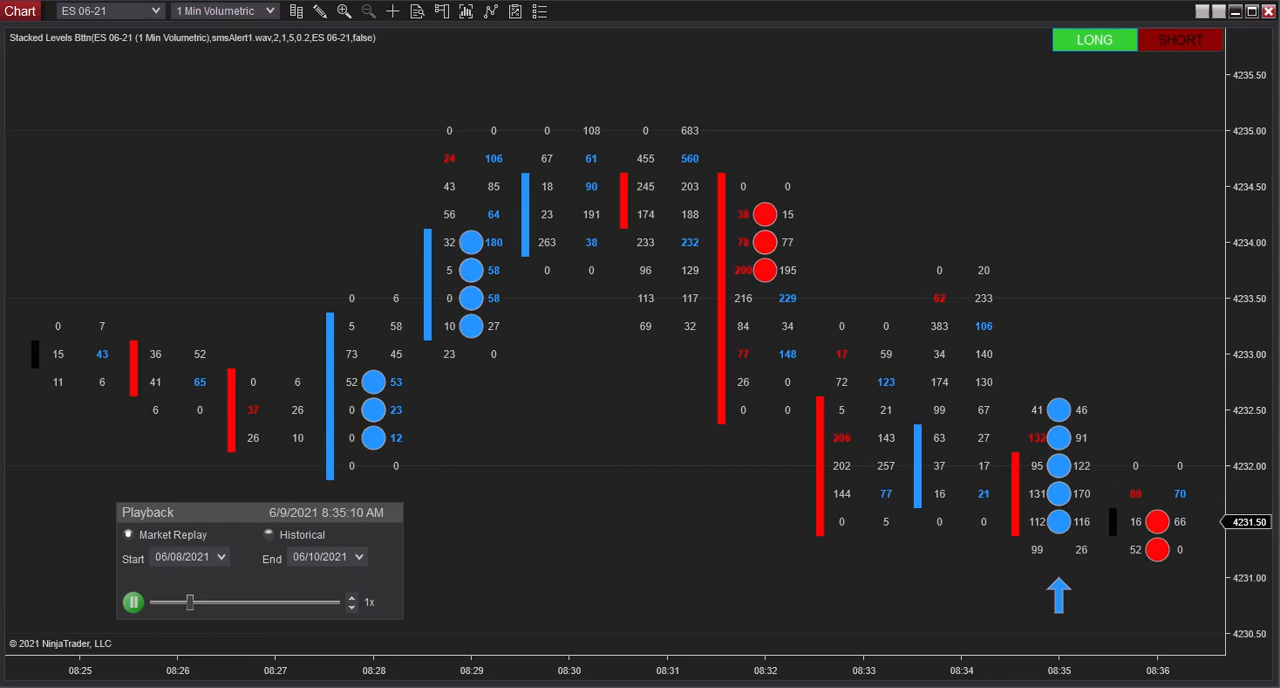 Chart ES 06-21 1 Min Volumetric
Stacked Levels Bttn(ES 06-21 (1 Min Volumetric),smsAlert1.wav,2,1,5,0.2,ES 06-21,false)
LONG SHORT
4235.50
0 0 0 108 0 683 4235.00
24 106 67 61 455 560
43 85 18 90 245 203 0 0 4234.50
56 64 23 191 174 188 38 15
32 180 263 38 233 232 78 77 4234.00
5 58 0 0 96 129 200 195 0 20
0 6 0 58 113 117 216 229 62 233 4233.50
0 7 5 58 10 27 69 32 84 34 0 0 383 106
15 43 36 52 73 45 23 0 77 148 17 59 34 140 4233.00
11 6 41 65 0 6 52 53 26 0 72 123 174 130
6 0 37 26 0 23 0 0 5 21 99 67 41 46 4232.50
26 10 0 12 206 143 63 27 132 91
0 0 202 257 37 17 95 122 0 0 4232.00
144 77 16 21 131 170 80 70
0 5 0 0 112 116 16 66 4231.50
99 26 52 0
4231.00
4230.50
Playback 6/9/2021 8:35:10 AM
Market Replay Historical
Start 06/08/2021 End 06/10/2021
1x
© 2021 NinjaTrader, LLC
08:25 08:26 08:27 08:28 08:29 08:30 08:31 08:32 08:33 08:34 08:35 08:36